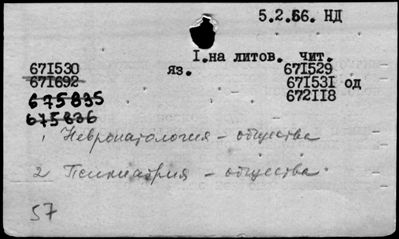 5.2.66. НД
I.на литов. чит.
671530 яз. 671529
671692 671531 од
675835 672118
675836
1 Невропатология – общества
2 Психиатрия – общества
57